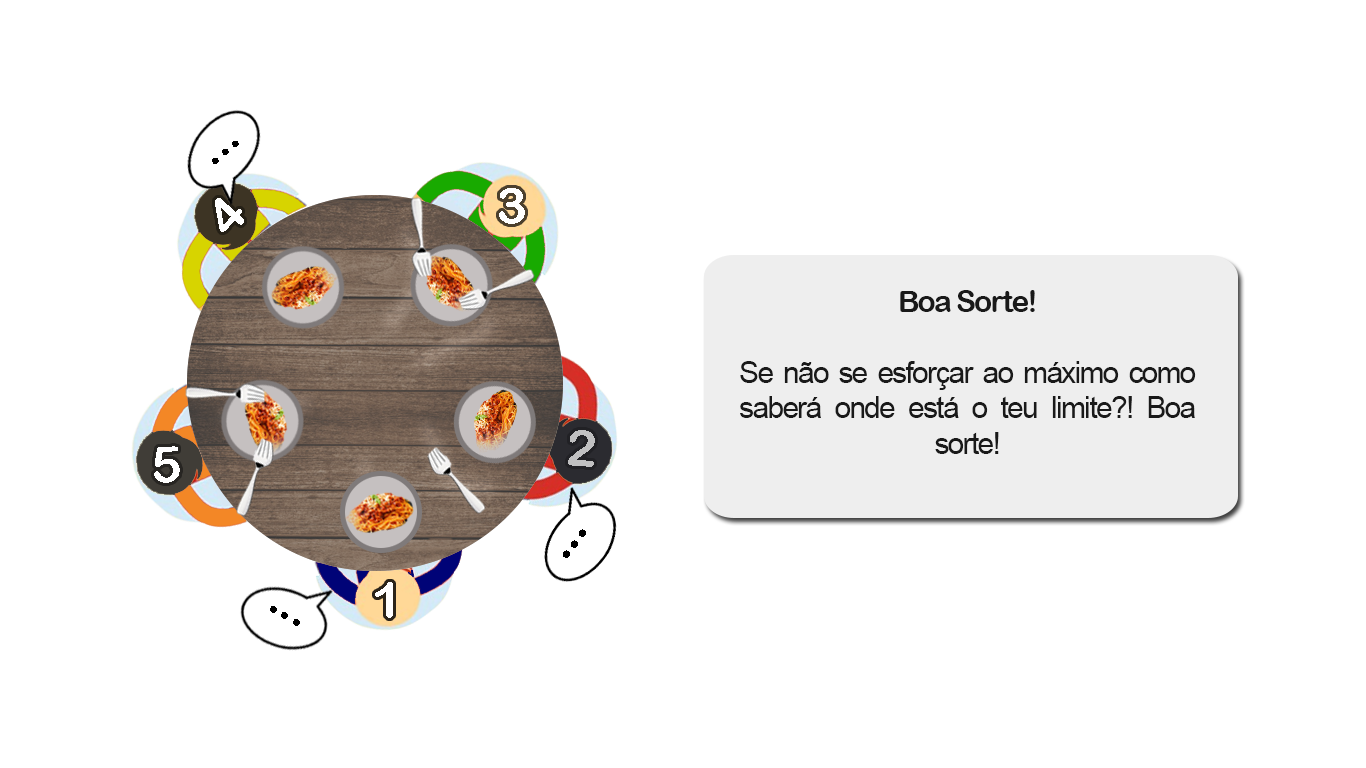 4
3
5
2
1
Boa Sorte!
Se não se esforçar ao máximo como
saberá onde está o teu limite?! Boa
sorte!